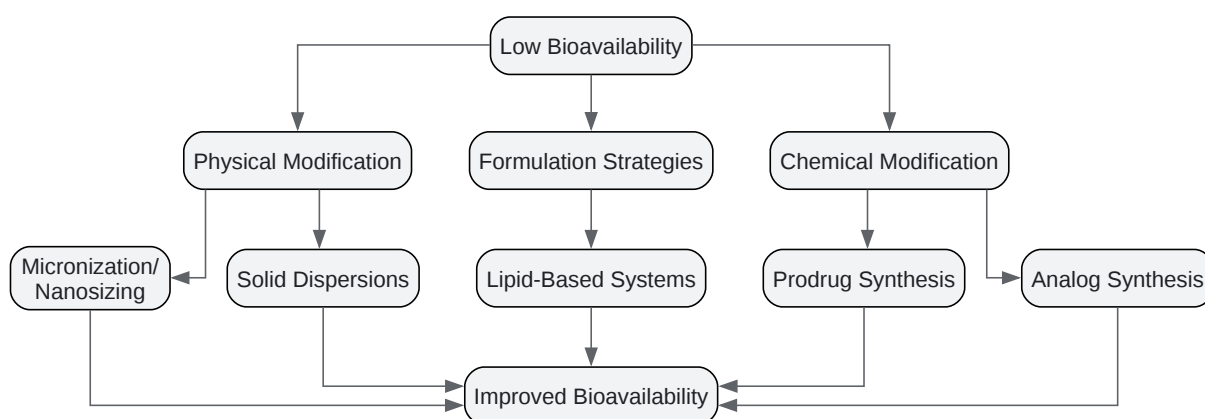 Low Bioavailability
Physical Modification
Formulation Strategies
Chemical Modification
Micronization/
Nanosizing
Solid Dispersions
Lipid-Based Systems
Prodrug Synthesis
Analog Synthesis
Improved Bioavailability